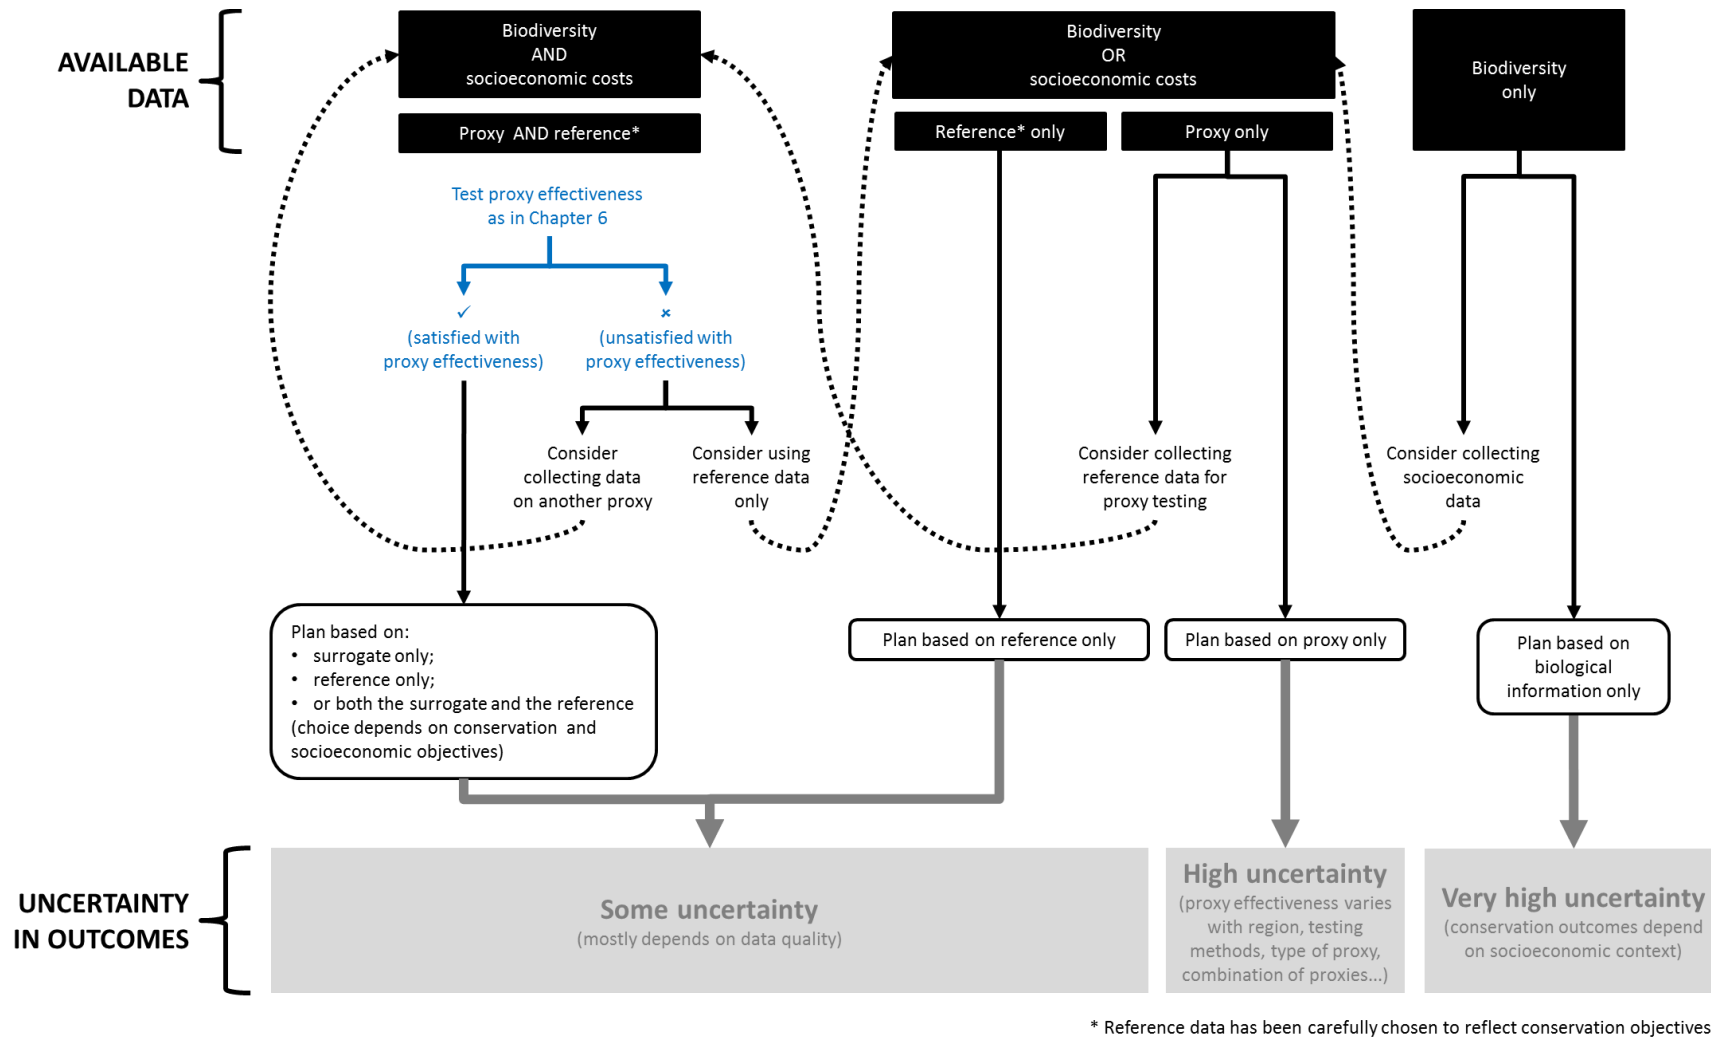 AVAILABLE
DATA
Biodiversity
AND
socioeconomic costs
Proxy AND reference*
Biodiversity
OR
socioeconomic costs
Reference* only
Proxy only
Biodiversity
only
Test proxy effectiveness
as in Chapter 6
✓
(satisfied with
proxy effectiveness)
×
(unsatisfied with
proxy effectiveness)
Consider
collecting data
on another proxy
Consider using
reference data
only
Consider collecting
reference data for
proxy testing
Consider collecting
socioeconomic
data
Plan based on:
• surrogate only;
• reference only;
• or both the surrogate and the reference
(choice depends on conservation and
socioeconomic objectives)
Plan based on reference only
Plan based on proxy only
Plan based on
biological
information only
UNCERTAINTY
IN OUTCOMES
Some uncertainty
(mostly depends on data quality)
High uncertainty
(proxy effectiveness varies
with region, testing
methods, type of proxy,
combination of proxies...)
Very high uncertainty
(conservation outcomes depend
on socioeconomic context)
* Reference data has been carefully chosen to reflect conservation objectives